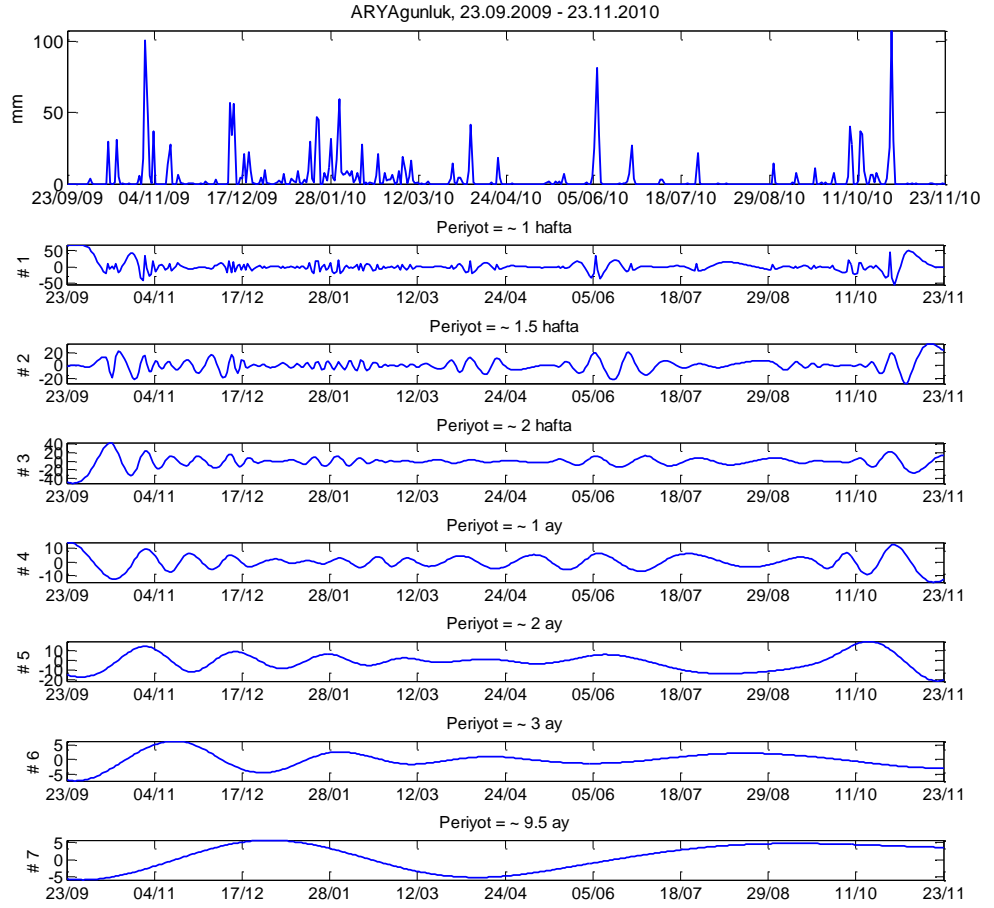 ARYAgunluk, 23.09.2009 - 23.11.2010
100
50
0
mm
23/09/09 04/11/09 17/12/09 28/01/10 12/03/10 24/04/10 05/06/10 18/07/10 29/08/10 11/10/10 23/11/10
Periyot = ~ 1 hafta
50
0
-50
# 1
23/09 04/11 17/12 28/01 12/03 24/04 05/06 18/07 29/08 11/10 23/11
Periyot = ~ 1.5 hafta
20
0
-20
# 2
23/09 04/11 17/12 28/01 12/03 24/04 05/06 18/07 29/08 11/10 23/11
Periyot = ~ 2 hafta
40
20
0
-20
-40
# 3
23/09 04/11 17/12 28/01 12/03 24/04 05/06 18/07 29/08 11/10 23/11
Periyot = ~ 1 ay
10
0
-10
# 4
23/09 04/11 17/12 28/01 12/03 24/04 05/06 18/07 29/08 11/10 23/11
Periyot = ~ 2 ay
10
0
-10
-20
# 5
23/09 04/11 17/12 28/01 12/03 24/04 05/06 18/07 29/08 11/10 23/11
Periyot = ~ 3 ay
5
0
-5
# 6
23/09 04/11 17/12 28/01 12/03 24/04 05/06 18/07 29/08 11/10 23/11
Periyot = ~ 9.5 ay
5
0
-5
# 7
23/09 04/11 17/12 28/01 12/03 24/04 05/06 18/07 29/08 11/10 23/11